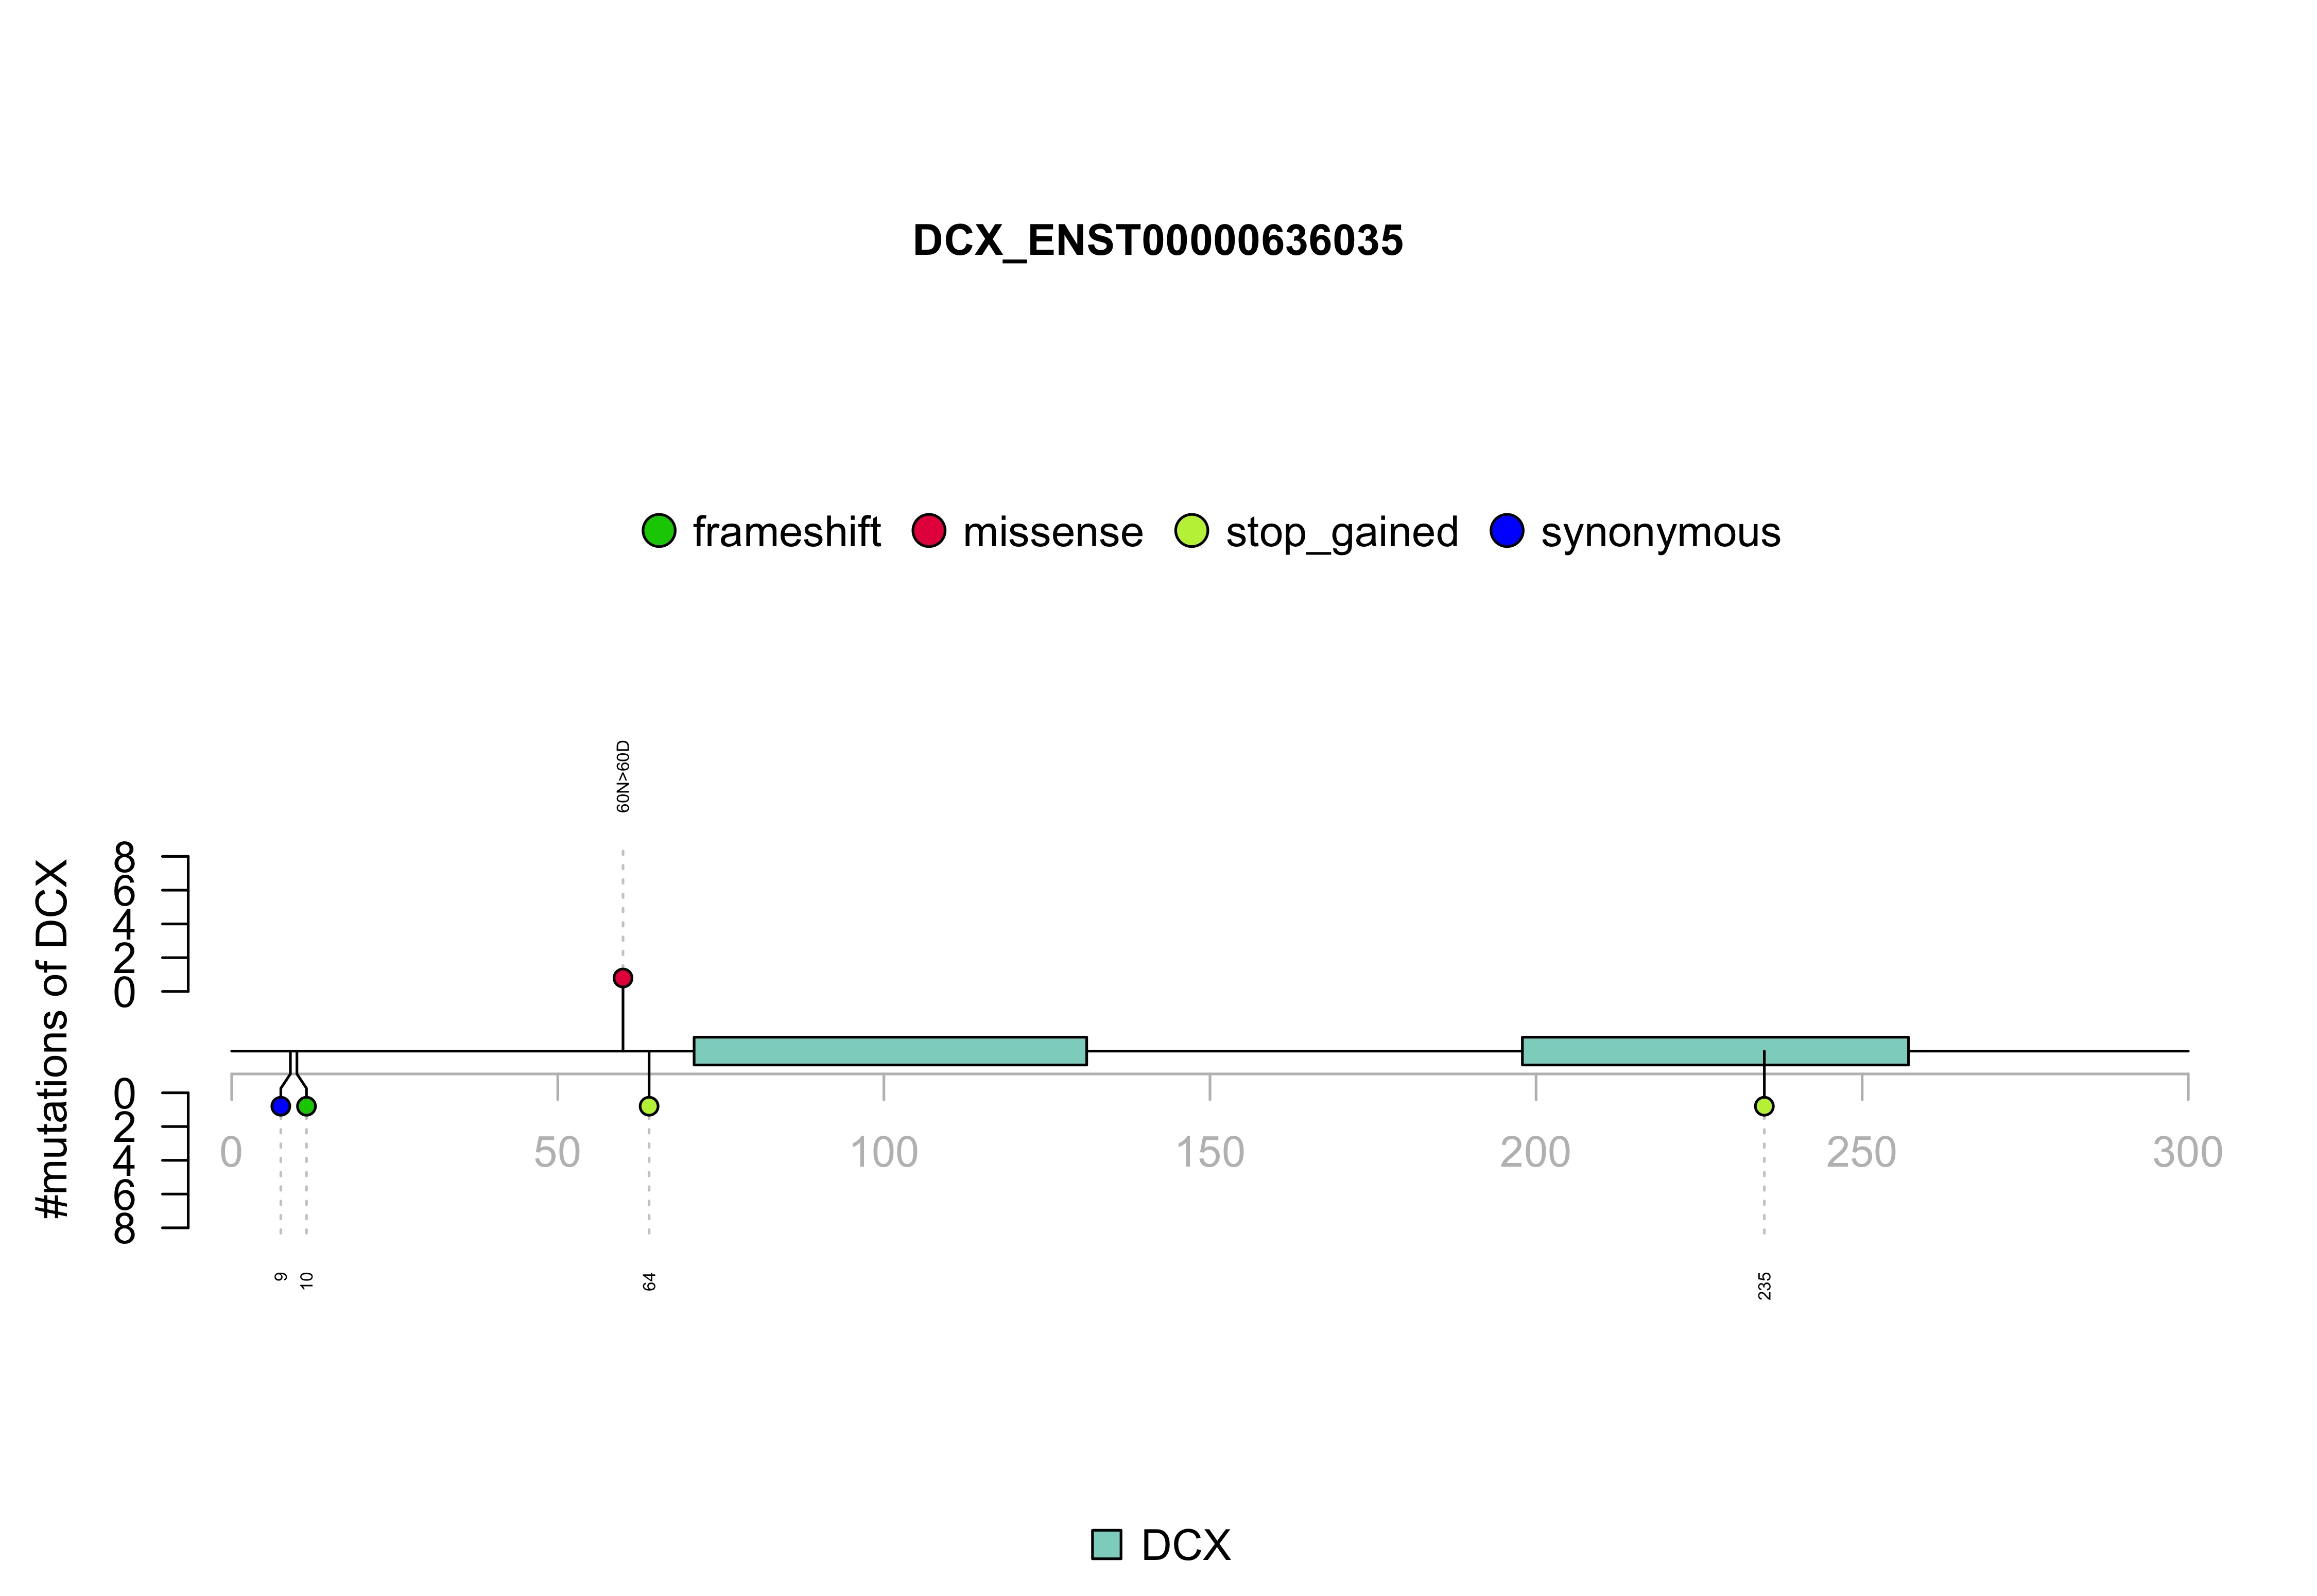 DCX_ENST00000636035
frameshift missense stop_gained synonymous
60N>60D
#mutations of DCX
8
6
4
2
0
0
2
4
6
8
0 50 100 150 200 250 300
9 10 64 235
DCX